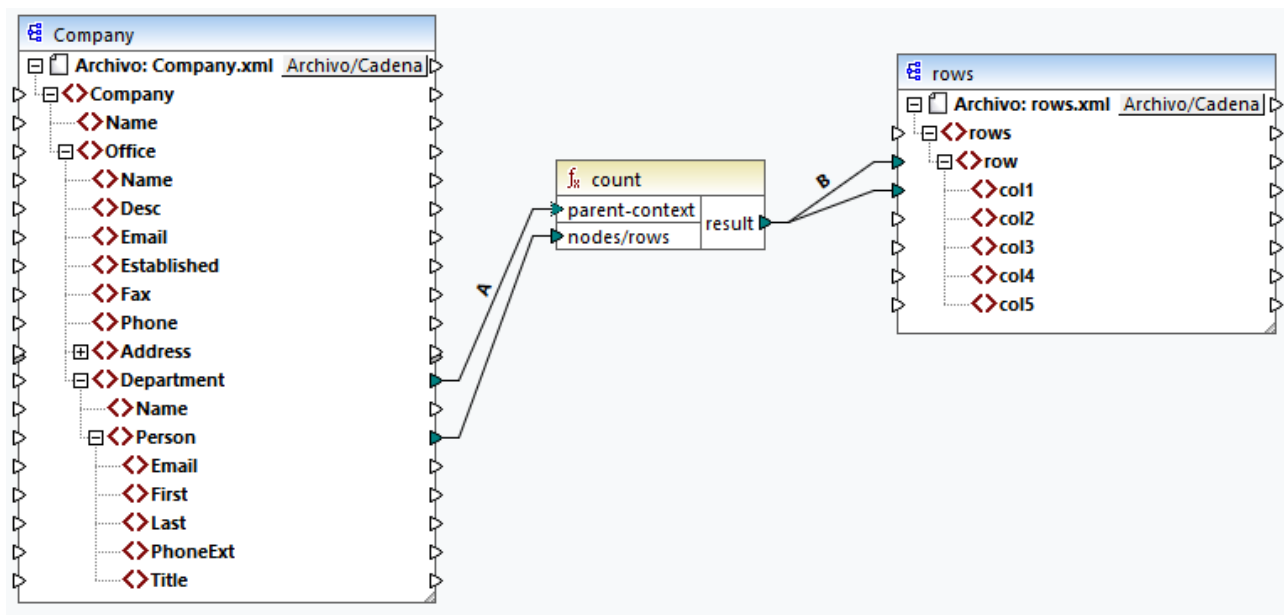 Company
Archivo: Company.xml Archivo/Cadena
Company
Name
Office
Name
Desc
Email
Established
Fax
Phone
Address
Department
Name
Person
Email
First
Last
PhoneExt
Title
A
fx count
parent-context
nodes/rows
result
B
rows
Archivo: rows.xml Archivo/Cadena
rows
row
col1
col2
col3
col4
col5